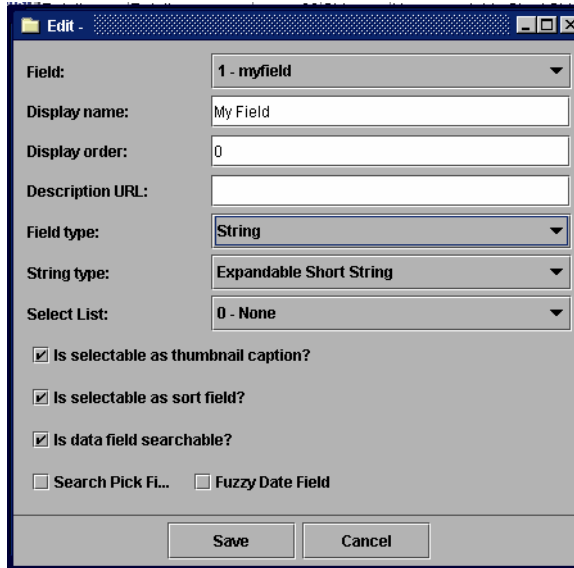 Edit -
Field: 1 - myfield
Display name: My Field
Display order: 0
Description URL:
Field type: String
String type: Expandable Short String
Select List: 0 - None
Is selectable as thumbnail caption?
Is selectable as sort field?
Is data field searchable?
Search Pick Fi... Fuzzy Date Field
Save Cancel